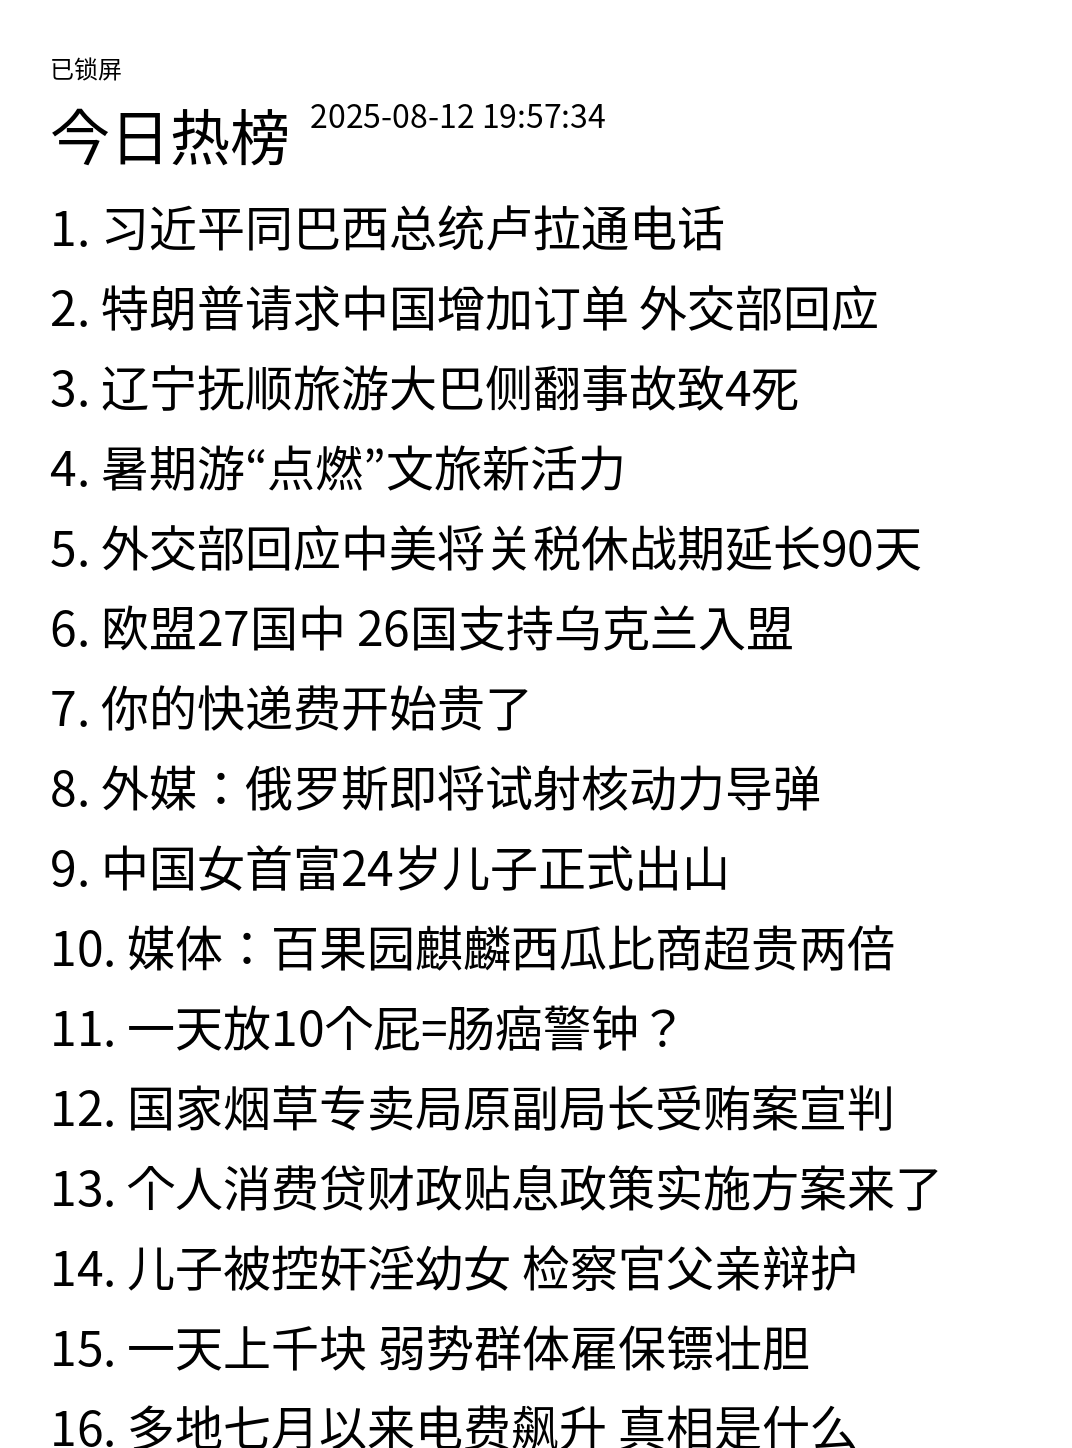 已锁屏
今日热榜 2025-08-12 19:57:34
1. 习近平同巴西总统卢拉通电话
2. 特朗普请求中国增加订单 外交部回应
3. 辽宁抚顺旅游大巴侧翻事故致4死
4. 暑期游“点燃”文旅新活力
5. 外交部回应中美将关税休战期延长90天
6. 欧盟27国中 26国支持乌克兰入盟
7. 你的快递费开始贵了
8. 外媒：俄罗斯即将试射核动力导弹
9. 中国女首富24岁儿子正式出山
10. 媒体：百果园麒麟西瓜比商超贵两倍
11. 一天放10个屁=肠癌警钟？
12. 国家烟草专卖局原副局长受贿案宣判
13. 个人消费贷财政贴息政策实施方案来了
14. 儿子被控奸淫幼女 检察官父亲辩护
15. 一天上千块 弱势群体雇保镖壮胆
16. 多地七月以来电费飙升 真相是什么